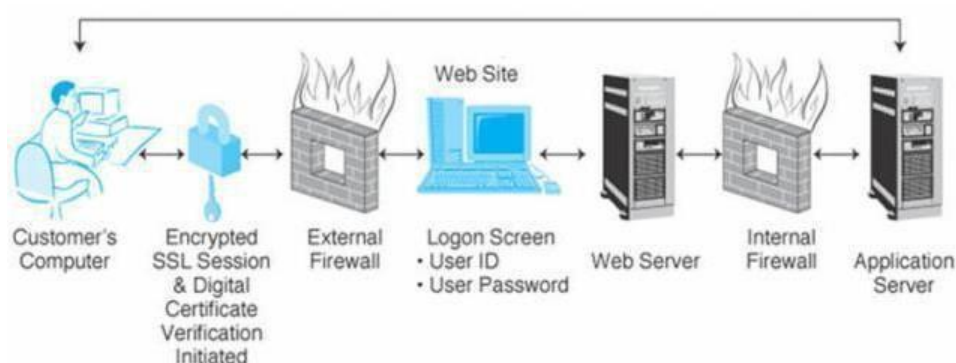 Web Site
Customer's
Computer
Encrypted
SSL Session
& Digital
Certificate
Verification
Initiated
External
Firewall
Logon Screen
• User ID
• User Password
Web Server
Internal
Firewall
Application
Server